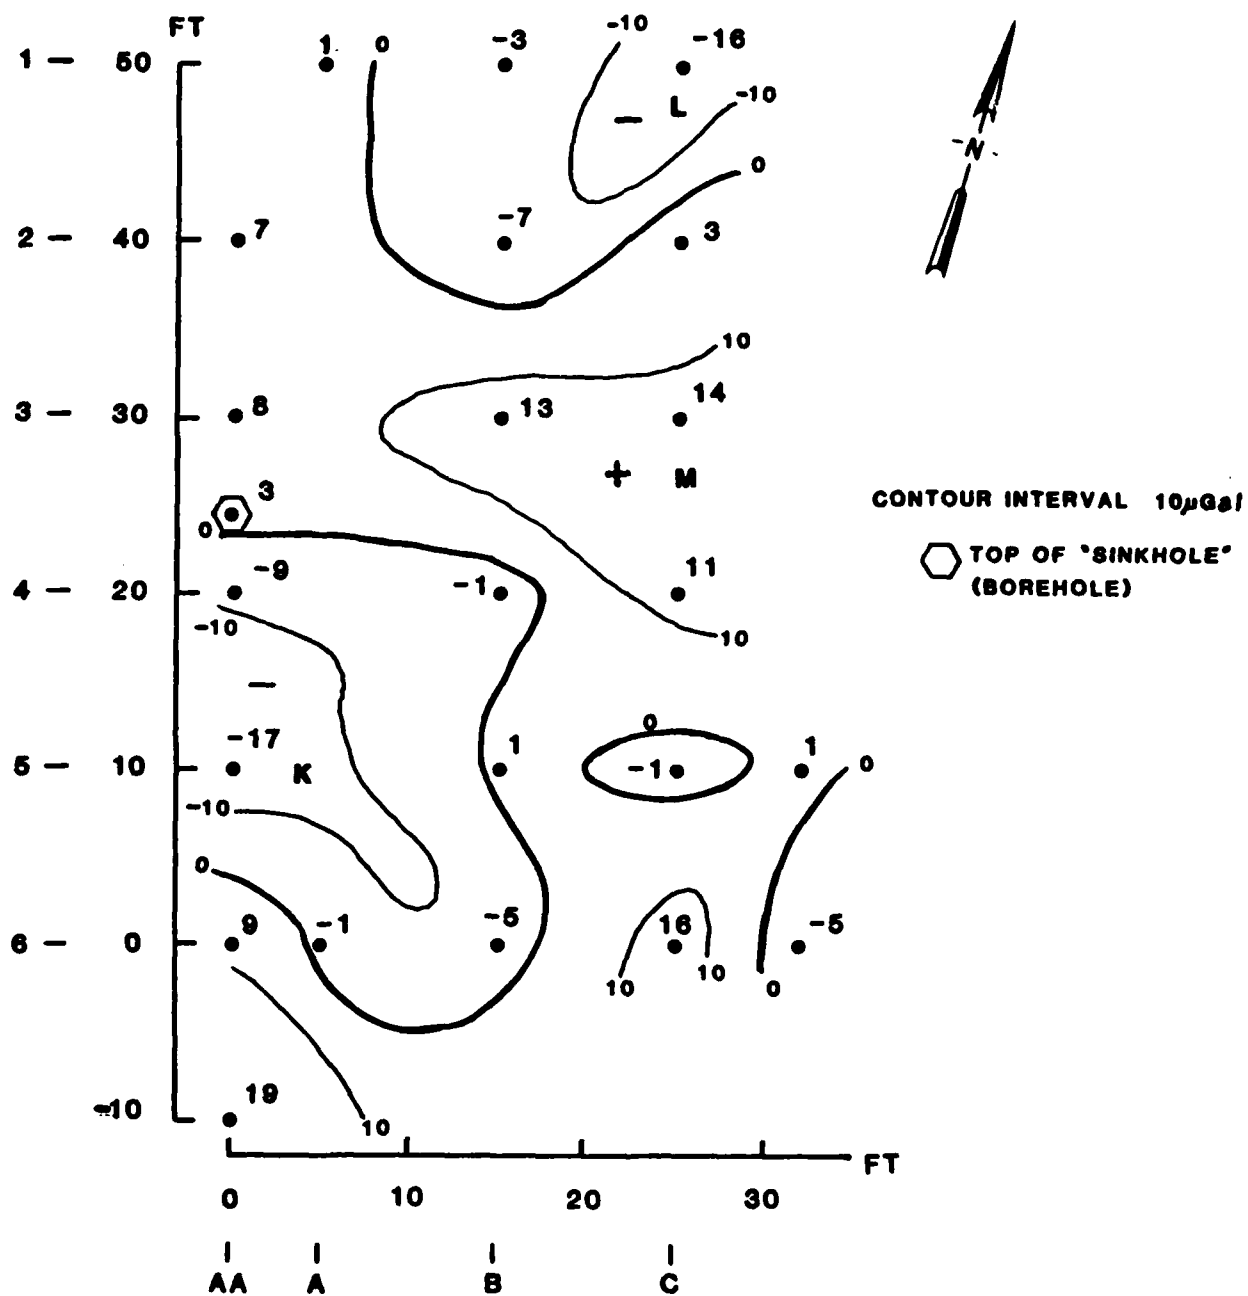 FT
1 — 50 1 0 -3 -10 -16
L
-10
-N-
0
2 — 40 7 -7 3
10
3 — 30 8 13 14
+ M
3
CONTOUR INTERVAL 10µGal
0
TOP OF "SINKHOLE"
(BOREHOLE)
-9 -1 11
4 — 20
-10 10
—
0
-17 1 -1 1 0
5 — 10 K
-10
0
9 -1 -5 16 -5
6 — 0
10 10 0
19
-10
10
FT
0 10 20 30
AA A B C